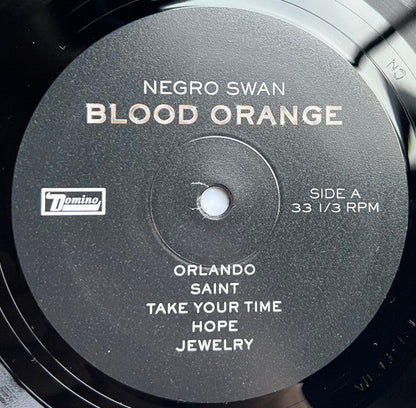 NEGRO SWAN
BLOOD ORANGE
Domino
SIDE A
33 1/3 RPM
ORLANDO
SAINT
TAKE YOUR TIME
HOPE
JEWELRY